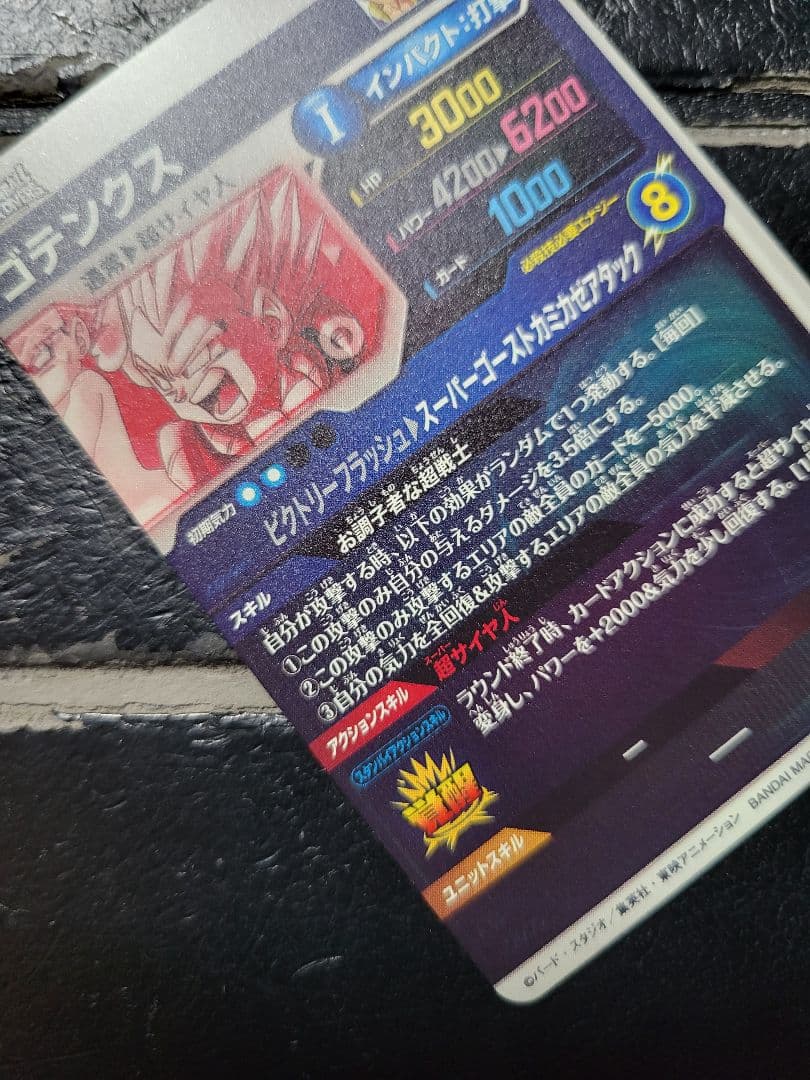 ゴテンクス
通常▶超サイヤ人
I インパクト:打撃
HP 3000
パワー 4200▶6200
ガード 1000
必殺技必要エナジー 8
初期気力
ビクトリーフラッシュ▶スーパーゴーストカミカゼアタック
スキル
お調子者な超戦士
自分が攻撃する時、以下の効果がランダムで1つ発動する。[毎回]
①この攻撃のみ自分の与えるダメージを3.5倍にする。
②この攻撃のみ攻撃するエリアの敵全員のガードを-5000。
③自分の気力を全回復&攻撃するエリアの敵全員の気力を半減させる。
アクションスキル
超サイヤ人
ラウンド終了時、カードアクションに成功すると超サイヤ
変身し、パワーを+2000&気力を少し回復する。
スタンバイアクションスキル
覚醒
ー
ユニットスキル
ー
©バード・スタジオ/集英社・東映アニメーション BANDAI MA